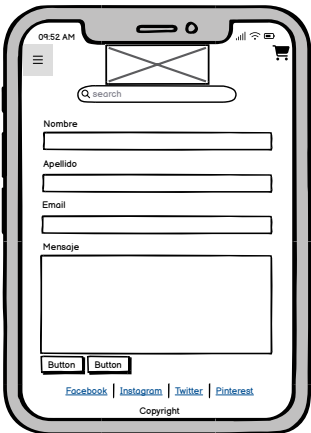 09:52 AM
search
Nombre
Apellido
Email
Mensaje
Button Button
Facebook Instagram Twitter Pinterest
Copyright